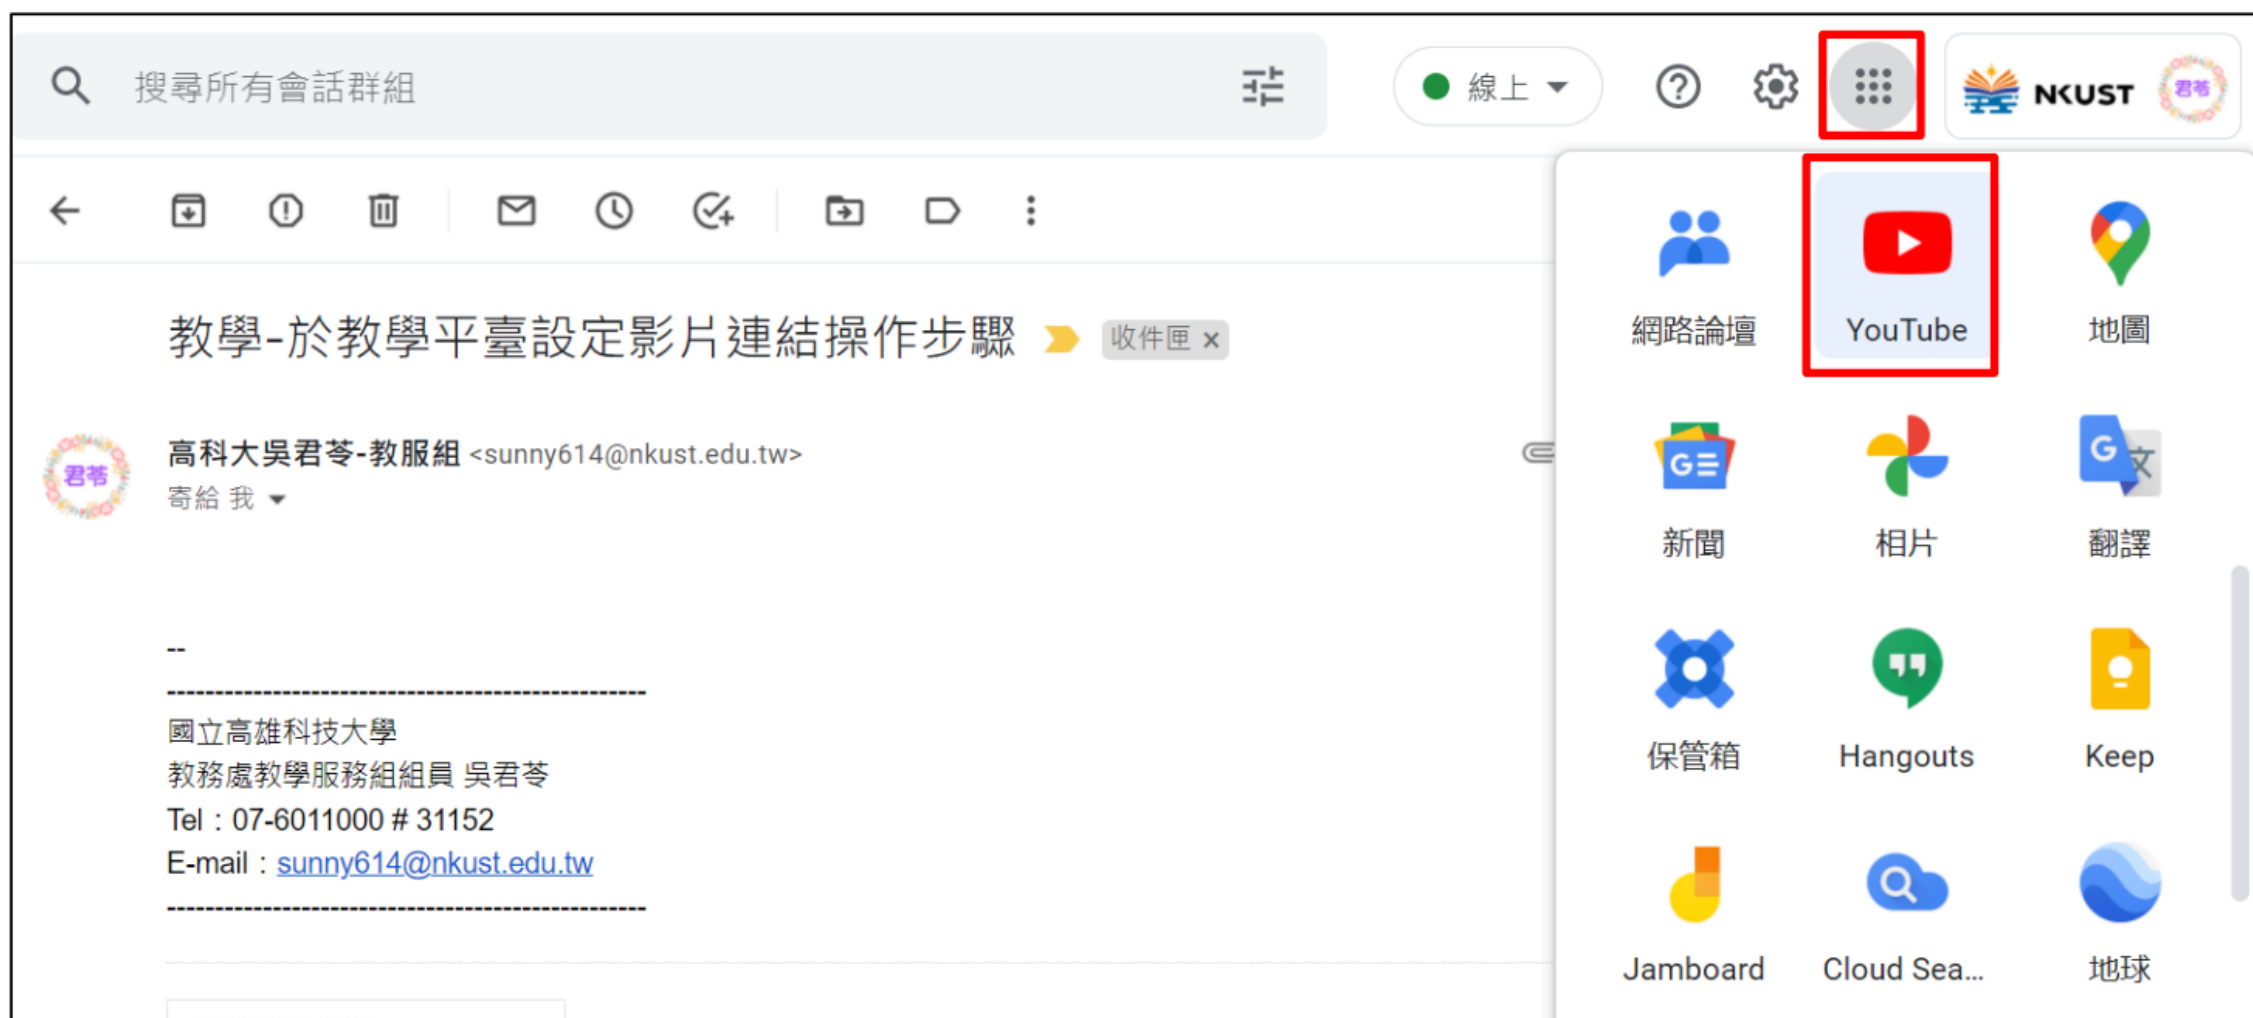 搜尋所有會話群組
線上
NKUST
君苓
教學-於教學平臺設定影片連結操作步驟
收件匣 x
君苓
高科大吳君苓-教服組 <sunny614@nkust.edu.tw>
寄給 我
--
--------------------------------------------------
國立高雄科技大學
教務處教學服務組組員 吳君苓
Tel：07-6011000 # 31152
E-mail：sunny614@nkust.edu.tw
--------------------------------------------------
網路論壇
YouTube
地圖
新聞
相片
翻譯
保管箱
Hangouts
Keep
Jamboard
Cloud Sea...
地球